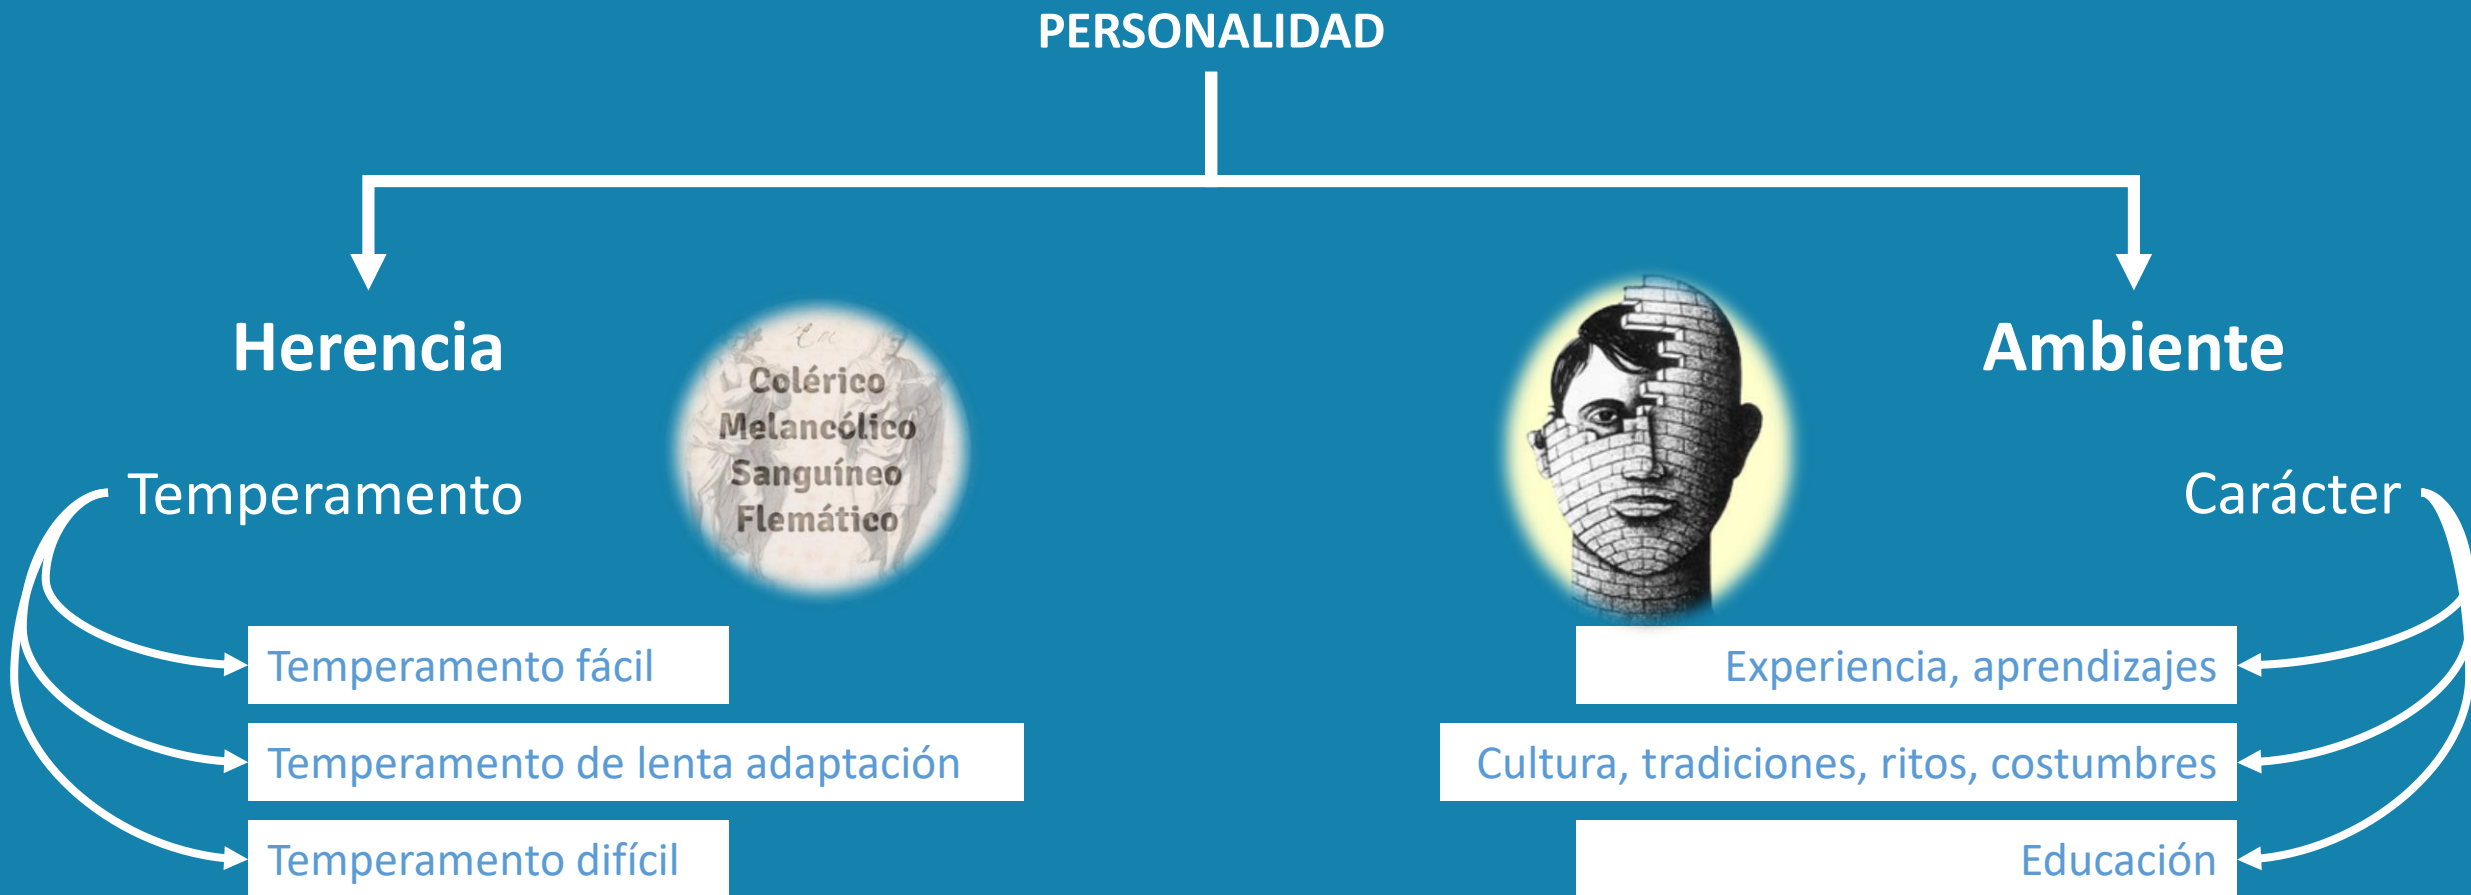 PERSONALIDAD
Herencia
Temperamento
Colérico
Melancólico
Sanguíneo
Flemático
Temperamento fácil
Temperamento de lenta adaptación
Temperamento difícil
Ambiente
Carácter
Experiencia, aprendizajes
Cultura, tradiciones, ritos, costumbres
Educación